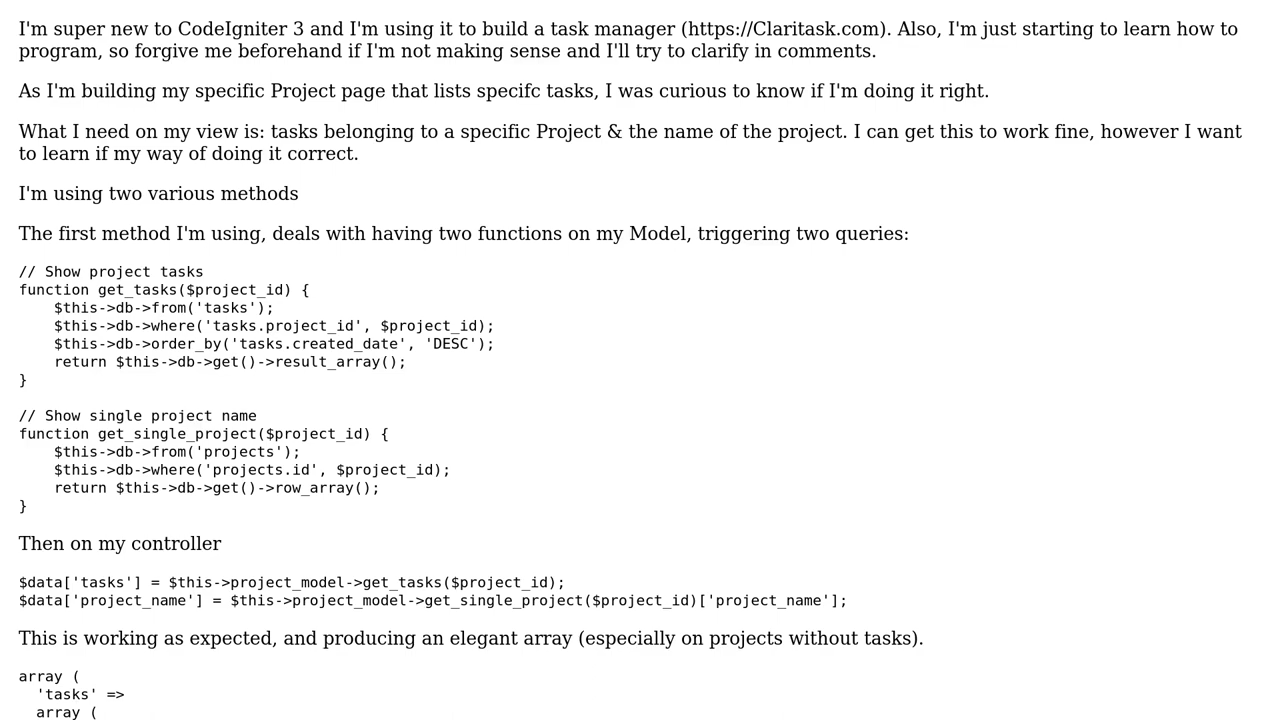 I'm super new to CodeIgniter 3 and I'm using it to build a task manager (https://Claritask.com). Also, I'm just starting to learn how to
program, so forgive me beforehand if I'm not making sense and I'll try to clarify in comments.
As I'm building my specific Project page that lists specifc tasks, I was curious to know if I'm doing it right.
What I need on my view is: tasks belonging to a specific Project & the name of the project. I can get this to work fine, however I want
to learn if my way of doing it correct.
I'm using two various methods
The first method I'm using, deals with having two functions on my Model, triggering two queries:
// Show project tasks
function get_tasks($project_id) {
    $this->db->from('tasks');
    $this->db->where('tasks.project_id', $project_id);
    $this->db->order_by('tasks.created_date', 'DESC');
    return $this->db->get()->result_array();
}
// Show single project name
function get_single_project($project_id) {
    $this->db->from('projects');
    $this->db->where('projects.id', $project_id);
    return $this->db->get()->row_array();
}
Then on my controller
$data['tasks'] = $this->project_model->get_tasks($project_id);
$data['project_name'] = $this->project_model->get_single_project($project_id)['project_name'];
This is working as expected, and producing an elegant array (especially on projects without tasks).
array (
  'tasks' =>
  array (